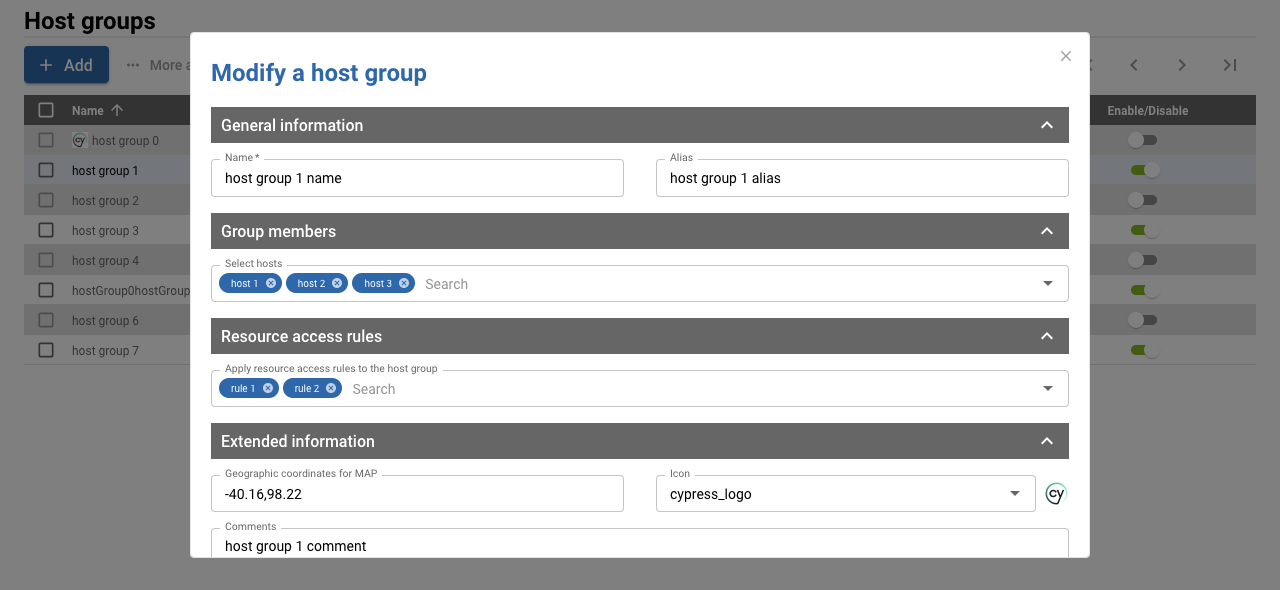 Host groups
Add
More a
Name
Enable/Disable
cy host group 0
host group 1
host group 2
host group 3
host group 4
hostGroup0hostGroup
host group 6
host group 7
Modify a host group
General information
Name *
host group 1 name
Alias
host group 1 alias
Group members
Select hosts
host 1 host 2 host 3 Search
Resource access rules
Apply resource access rules to the host group
rule 1 rule 2 Search
Extended information
Geographic coordinates for MAP
-40.16,98.22
Icon
cypress_logo
cy
Comments
host group 1 comment